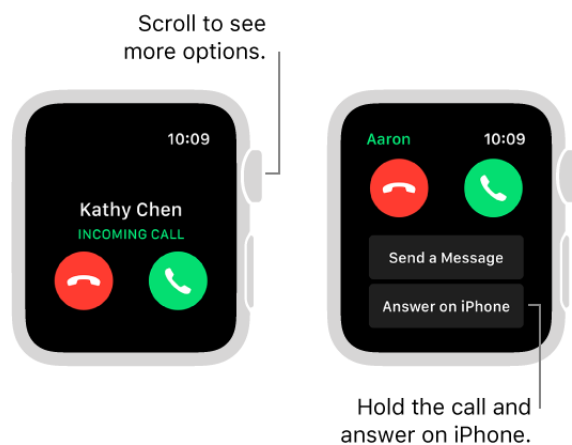 Scroll to see
more options.
10:09
Kathy Chen
INCOMING CALL
Aaron 10:09
Send a Message
Answer on iPhone
Hold the call and
answer on iPhone.